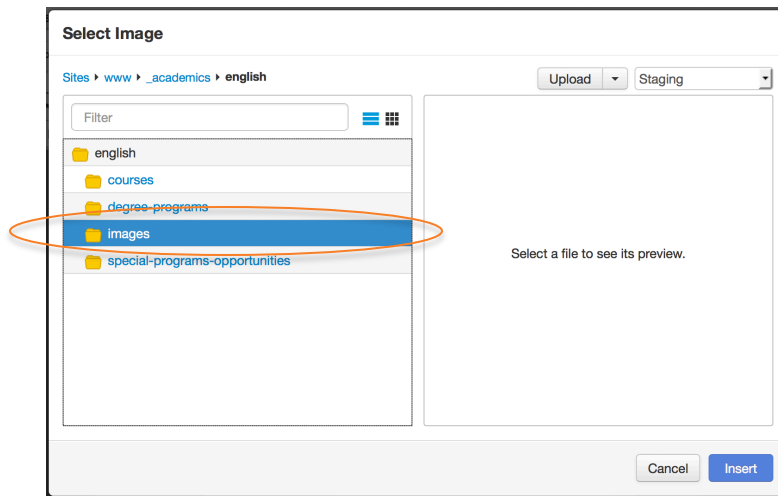 Select Image
Sites ▸ www ▸ _academics ▸ english
Upload
Staging
Filter
english
courses
degree-programs
images
special-programs-opportunities
Select a file to see its preview.
Cancel
Insert